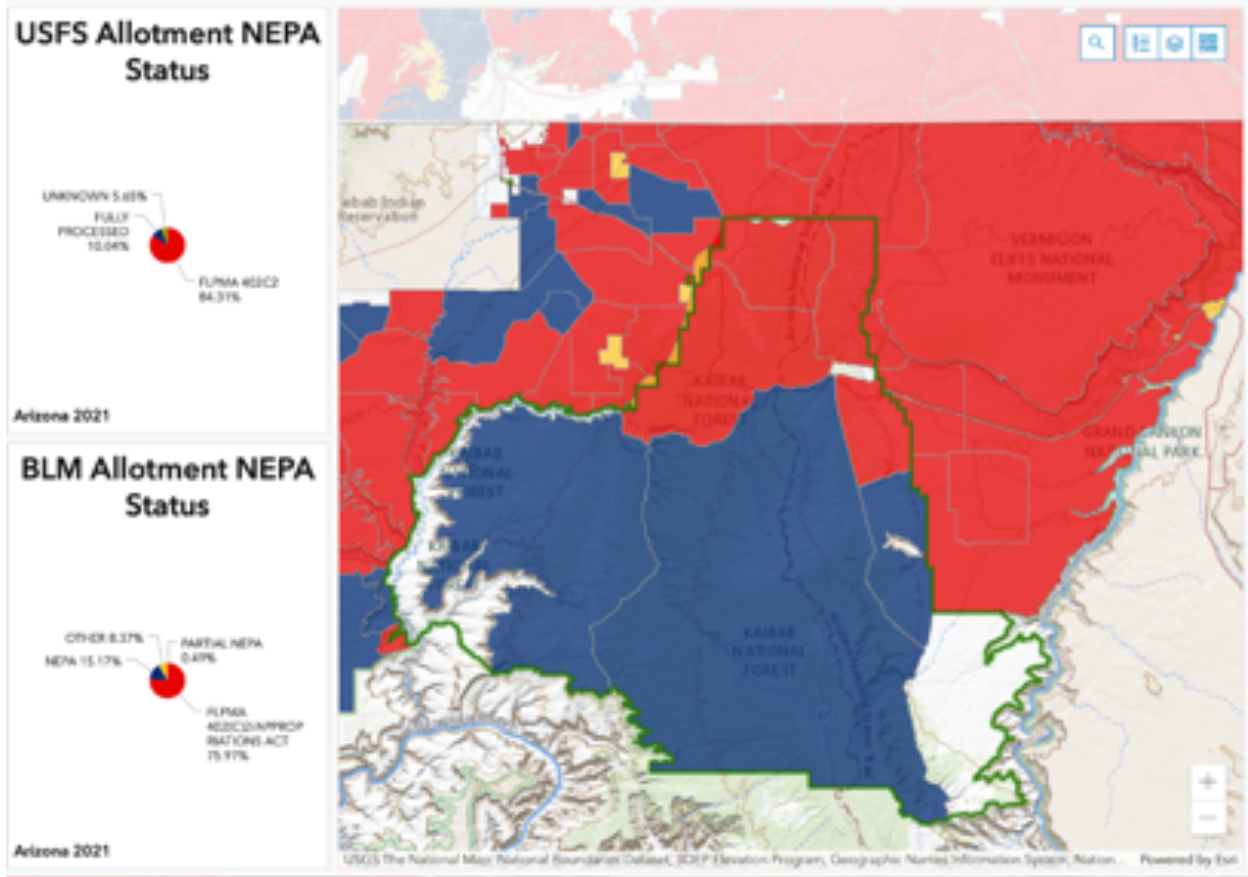 USFS Allotment NEPA
Status
UNKNOWN 5.65%
FULLY
PROCESSED
10.04%
FLPMA 402C2
84.31%
Arizona 2021
BLM Allotment NEPA
Status
OTHER 8.37%
PARTIAL NEPA
0.49%
NEPA 15.17%
FLPMA
402(C)2/APPROP
RIATIONS ACT
75.97%
Arizona 2021
Indian
Reservation
VERMILION
CLIFFS NATIONAL
MONUMENT
KAIBAB
NATIONAL
FOREST
GRAND CANYON
NATIONAL PARK
KAIBAB
NATIONAL
FOREST
KAIBAB
KAIBAB
NATIONAL
FOREST
+
−
USGS The National Map: National Boundaries Dataset, 3DEP Elevation Program, Geographic Names Information System, Nation...
Powered by Esri